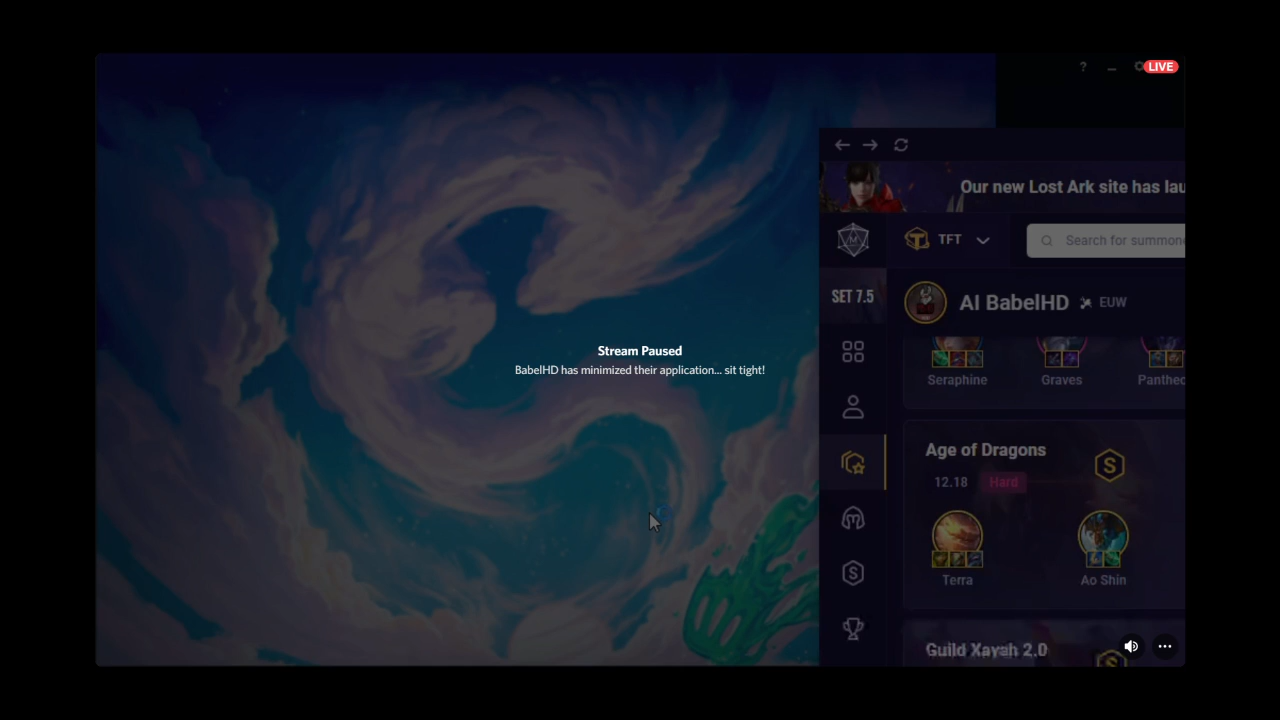 ?
LIVE
Our new Lost Ark site has lau
TFT
Search for summone
SET 7.5
AI BabelHD
EUW
Stream Paused
BabelHD has minimized their application... sit tight!
Seraphine
Graves
Pantheo
Age of Dragons
S
12.18
Hard
Terra
Ao Shin
Guild Xayah 2.0
S